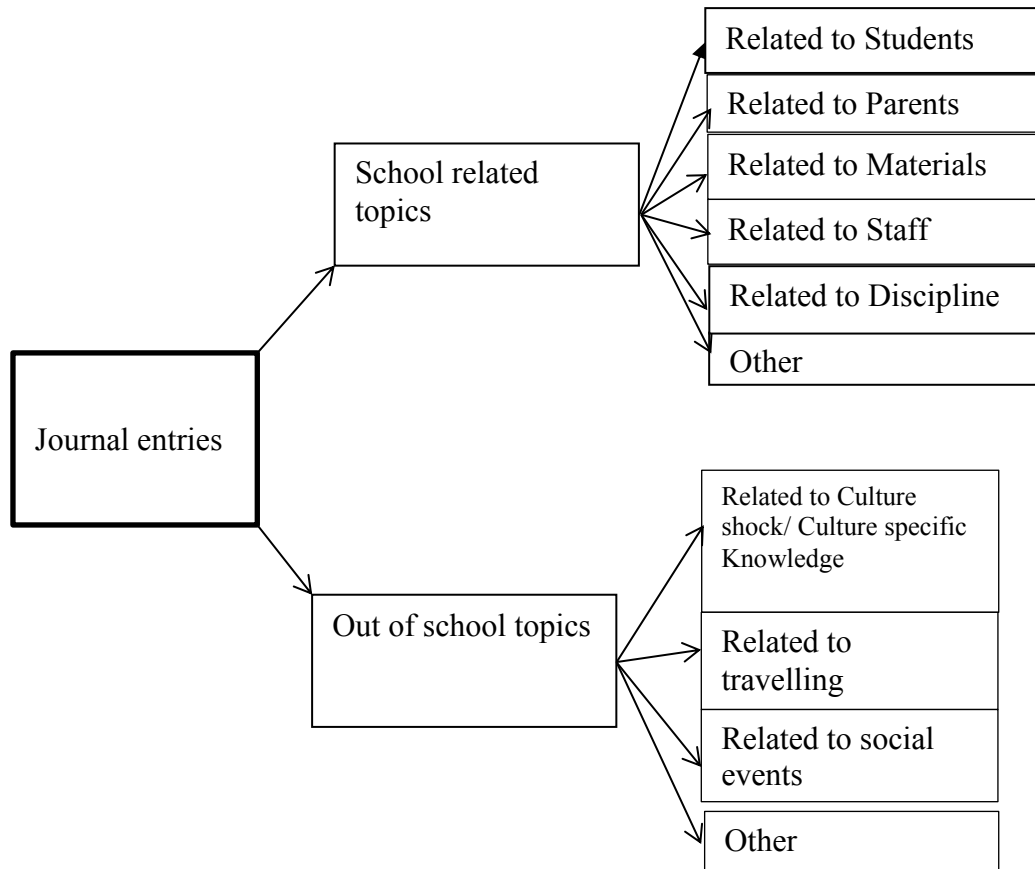 Journal entries
School related
topics
Related to Students
Related to Parents
Related to Materials
Related to Staff
Related to Discipline
Other
Out of school topics
Related to Culture
shock/ Culture specific
Knowledge
Related to
travelling
Related to social
events
Other